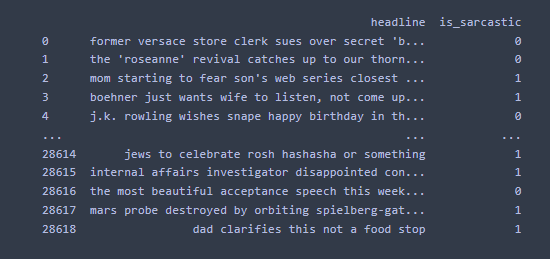 headline is_sarcastic
0 former versace store clerk sues over secret 'b... 0
1 the 'roseanne' revival catches up to our thorn... 0
2 mom starting to fear son's web series closest ... 1
3 boehner just wants wife to listen, not come up... 1
4 j.k. rowling wishes snape happy birthday in th... 0
... ... ...
28614 jews to celebrate rosh hashasha or something 1
28615 internal affairs investigator disappointed con... 1
28616 the most beautiful acceptance speech this week... 0
28617 mars probe destroyed by orbiting spielberg-gat... 1
28618 dad clarifies this not a food stop 1